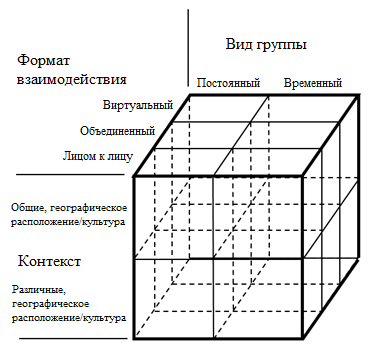 Вид группы
Формат
взаимодействия
Постоянный
Временный
Виртуальный
Объединенный
Лицом к лицу
Общие, географическое
расположение/культура
Контекст
Различные,
географическое
расположение/культура